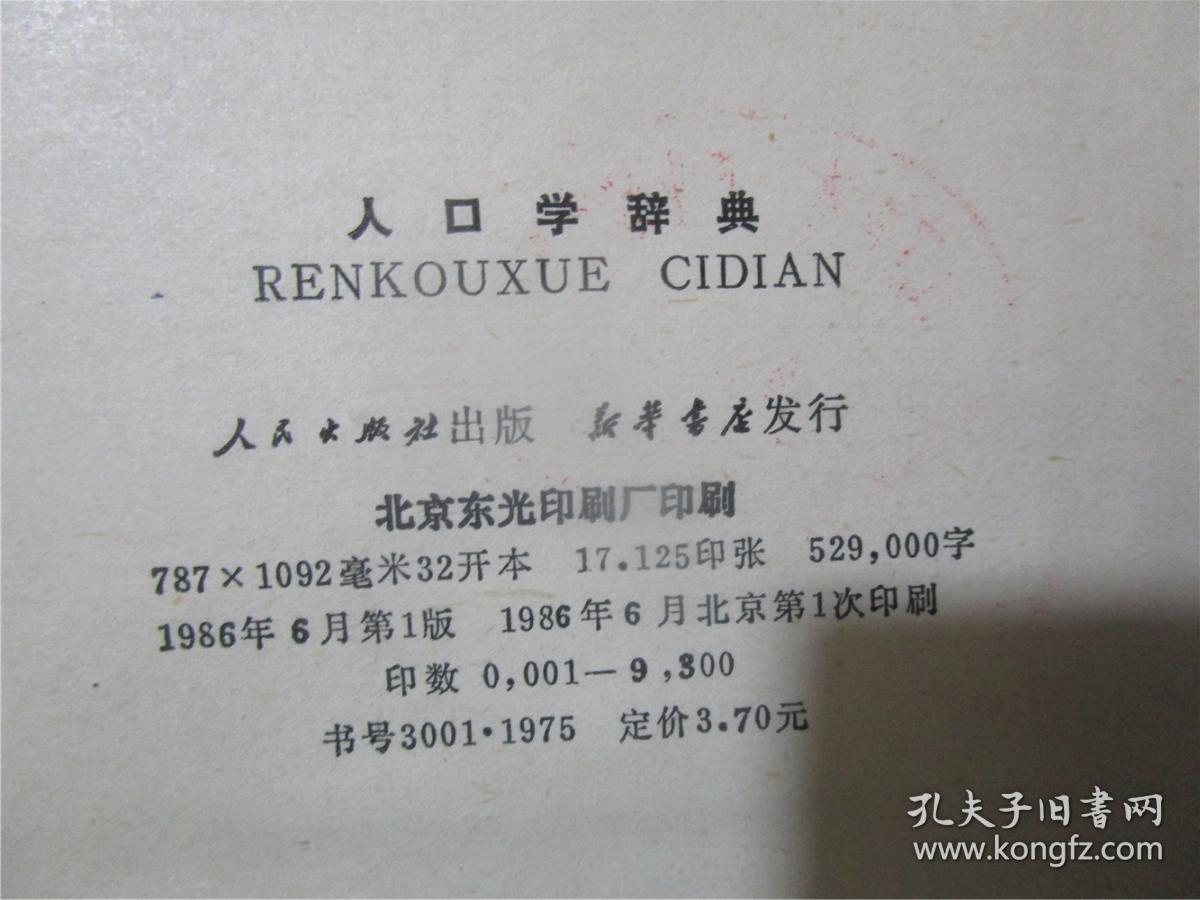 人口学辞典
RENKOUXUE CIDIAN
人民出版社出版 新华书店发行
北京东光印刷厂印刷
787×1092毫米32开本 17.125印张 529,000字
1986年6月第1版 1986年6月北京第1次印刷
印数 0,001—9,300
书号3001·1975 定价3.70元
孔夫子旧书网
www.kongfz.com